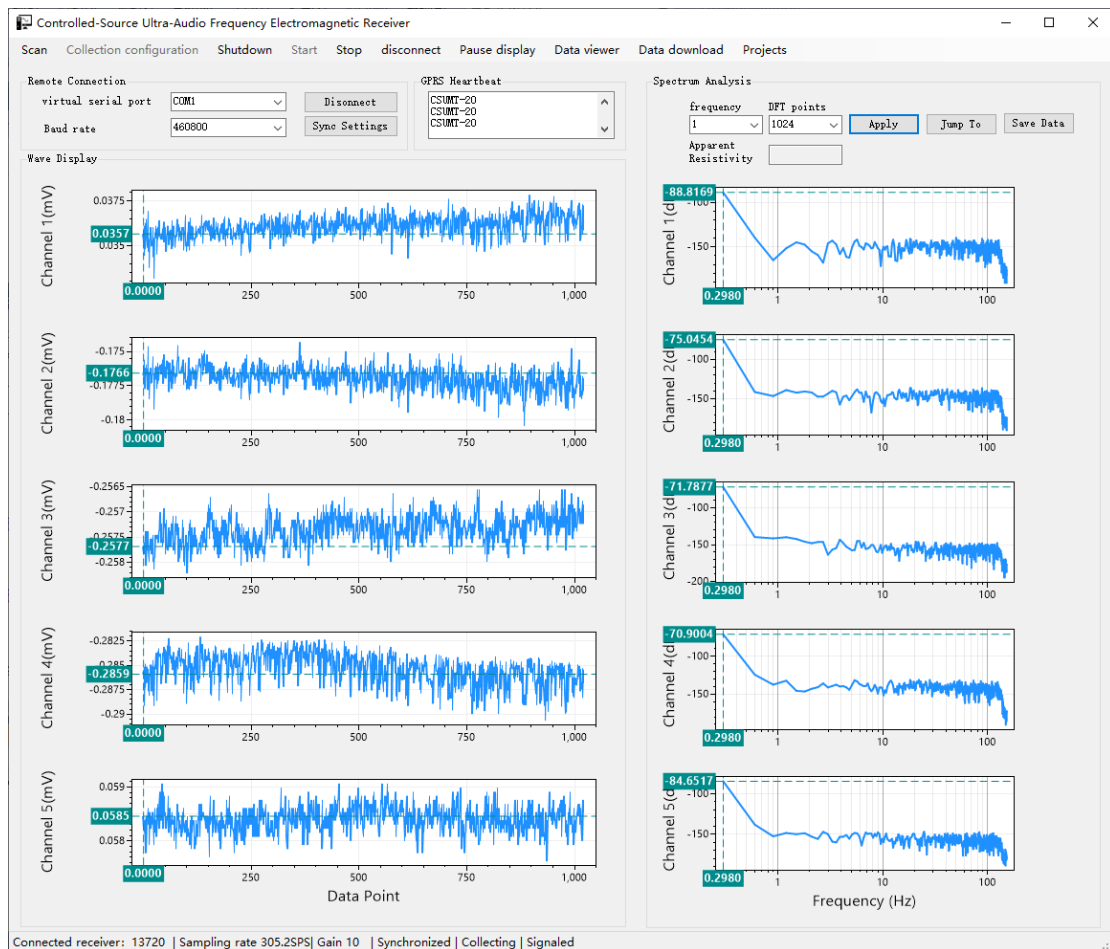 Controlled-Source Ultra-Audio Frequency Electromagnetic Receiver
Scan Collection configuration Shutdown Start Stop disconnect Pause display Data viewer Data download Projects
Remote Connection
virtual serial port COM1 Disonnect
Baud rate 460800 Sync Settings
GPRS Heartbeat
CSUMT-20
CSUMT-20
CSUMT-20
Spectrum Analysis
frequency DFT points
1 1024 Apply Jump To Save Data
Apparent
Resistivity
Wave Display
Channel 1(mV)
0.0375
0.0357
0.035
0.0000 250 500 750 1,000
Channel 2(mV)
-0.175
-0.1766
-0.1775
-0.18
0.0000 250 500 750 1,000
Channel 3(mV)
-0.2565
-0.257
-0.2575
-0.2577
-0.258
0.0000 250 500 750 1,000
Channel 4(mV)
-0.2825
-0.285
-0.2859
-0.2875
-0.29
0.0000 250 500 750 1,000
Channel 5(mV)
0.059
0.0585
0.058
0.0000 250 500 750 1,000
Data Point
Channel 1(d
-88.8169
-100
-150
0.2980 1 10 100
Channel 2(d
-75.0454
-100
-150
0.2980 1 10 100
Channel 3(d
-71.7877
-100
-150
-200
0.2980 1 10 100
Channel 4(d
-70.9004
-100
-150
0.2980 1 10 100
Channel 5(d
-84.6517
-100
-150
0.2980 1 10 100
Frequency (Hz)
Connected receiver: 13720 | Sampling rate 305.2SPS| Gain 10 | Synchronized | Collecting | Signaled